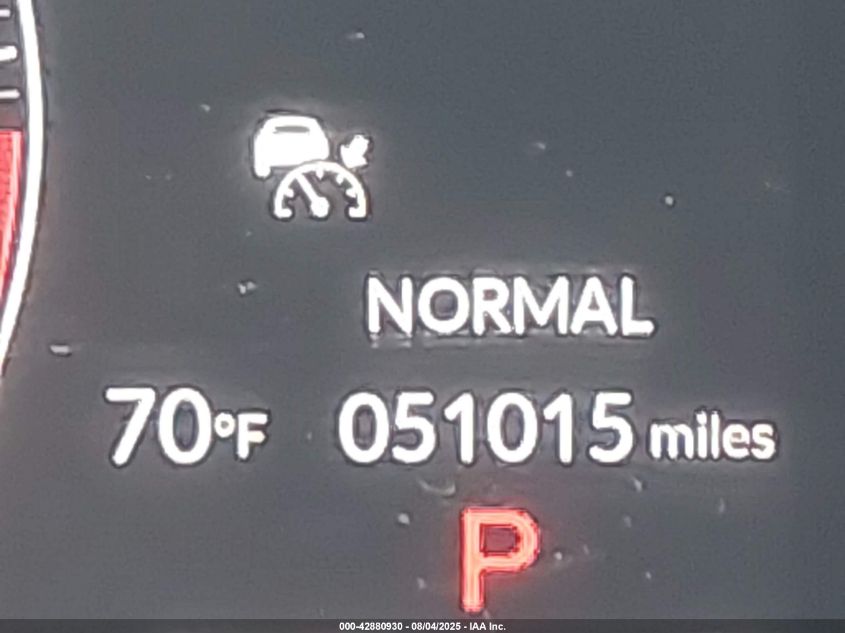 NORMAL
70°F 051015 miles
P
000-42880930 - 08/04/2025 - IAA Inc.